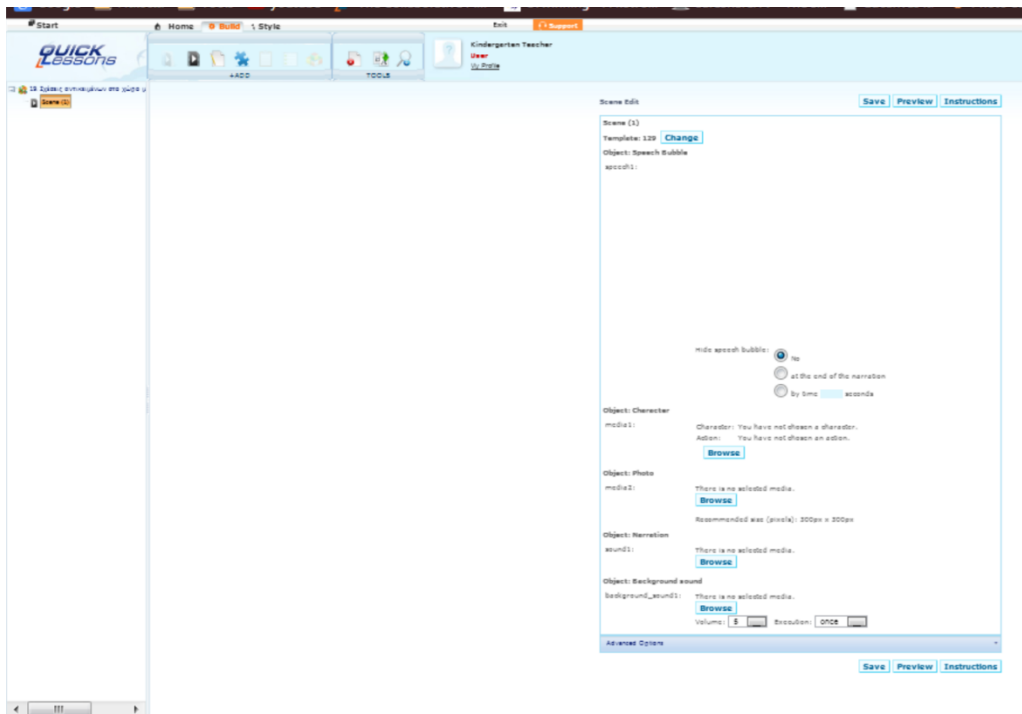 Start
Home Build Style
Exit Support
QUICK Lessons
+ADD
TOOLS
Kindergarten Teacher
User
My Profile
Scene (1)
Scene Edit
Save Preview Instructions
Scene (1)
Template: 129 Change
Object: Speech Bubble
speech1:
Hide speech bubble: No
at the end of the narration
by time seconds
Object: Character
media1: Character: You have not chosen a character.
Action: You have not chosen an action.
Browse
Object: Photo
media2: There is no selected media.
Browse
Recommended size (pixels): 300px x 300px
Object: Narration
sound1: There is no selected media.
Browse
Object: Background sound
background_sound1: There is no selected media.
Browse
Volume: 5 Execution: once
Advanced Options
Save Preview Instructions